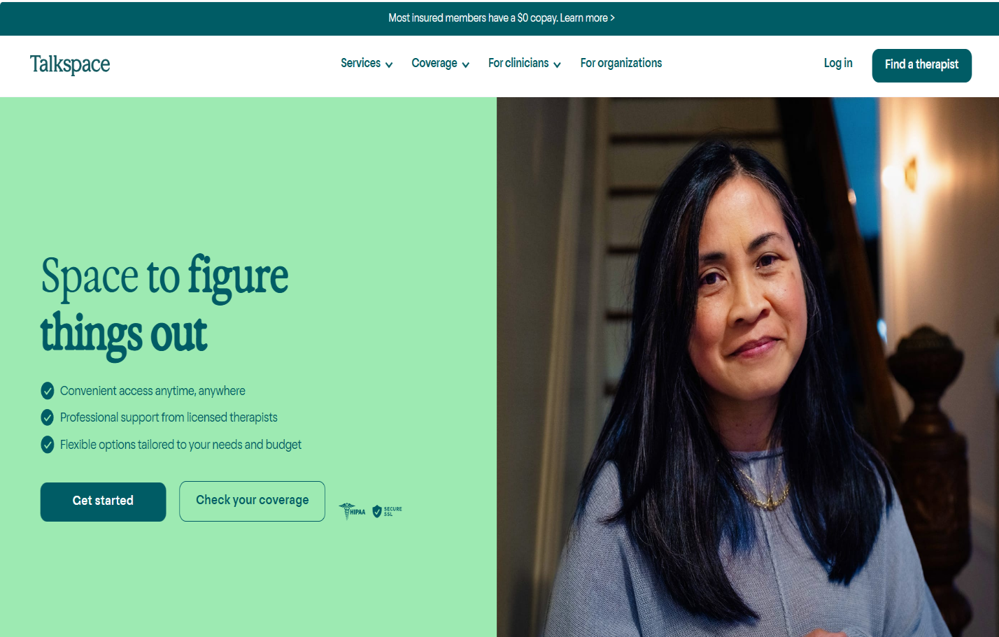 Most insured members have a $0 copay. Learn more >
Talkspace
Services
Coverage
For clinicians
For organizations
Log in
Find a therapist
Space to figure
things out
Convenient access anytime, anywhere
Professional support from licensed therapists
Flexible options tailored to your needs and budget
Get started
Check your coverage
HIPAA
SECURE
SSL